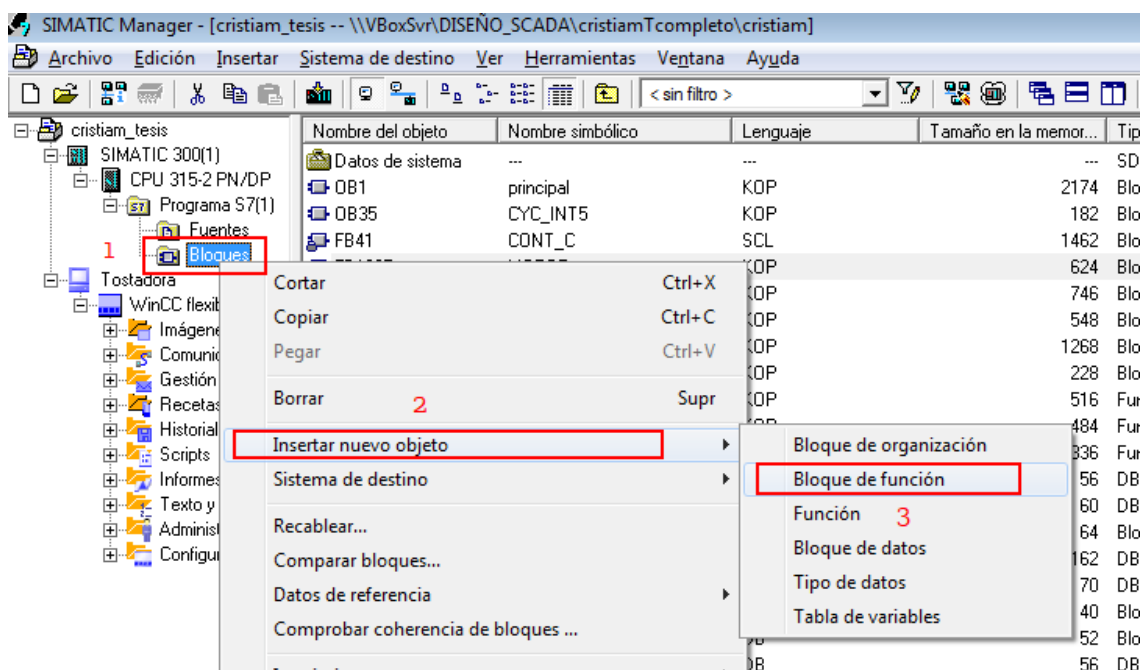 SIMATIC Manager - [cristiam_tesis -- \\VBoxSvr\DISEÑO_SCADA\cristiamTcompleto\cristiam]
Archivo Edición Insertar Sistema de destino Ver Herramientas Ventana Ayuda
< sin filtro >
cristiam_tesis
SIMATIC 300(1)
CPU 315-2 PN/DP
Programa S7(1)
Fuentes
1
Bloques
Tostadora
WinCC flexib
Imágene
Comunic
Gestión
Recetas
Historial
Scripts
Informes
Texto y
Administ
Configur
Nombre del objeto Nombre simbólico Lenguaje Tamaño en la memor... Tip
Datos de sistema --- --- --- SD
OB1 principal KOP 2174 Blo
OB35 CYC_INT5 KOP 182 Blo
FB41 CONT_C SCL 1462 Blo
KOP 624 Blo
KOP 746 Blo
KOP 548 Blo
KOP 1268 Blo
KOP 228 Blo
KOP 516 Fur
484 Fur
336 Fur
56 DB
60 DB
64 Blo
162 DB
70 DB
40 Blo
52 Blo
DB 56 DB
Cortar Ctrl+X
Copiar Ctrl+C
Pegar Ctrl+V
Borrar 2 Supr
Insertar nuevo objeto
Sistema de destino
Recablear...
Comparar bloques...
Datos de referencia
Comprobar coherencia de bloques ...
Bloque de organización
Bloque de función
Función 3
Bloque de datos
Tipo de datos
Tabla de variables